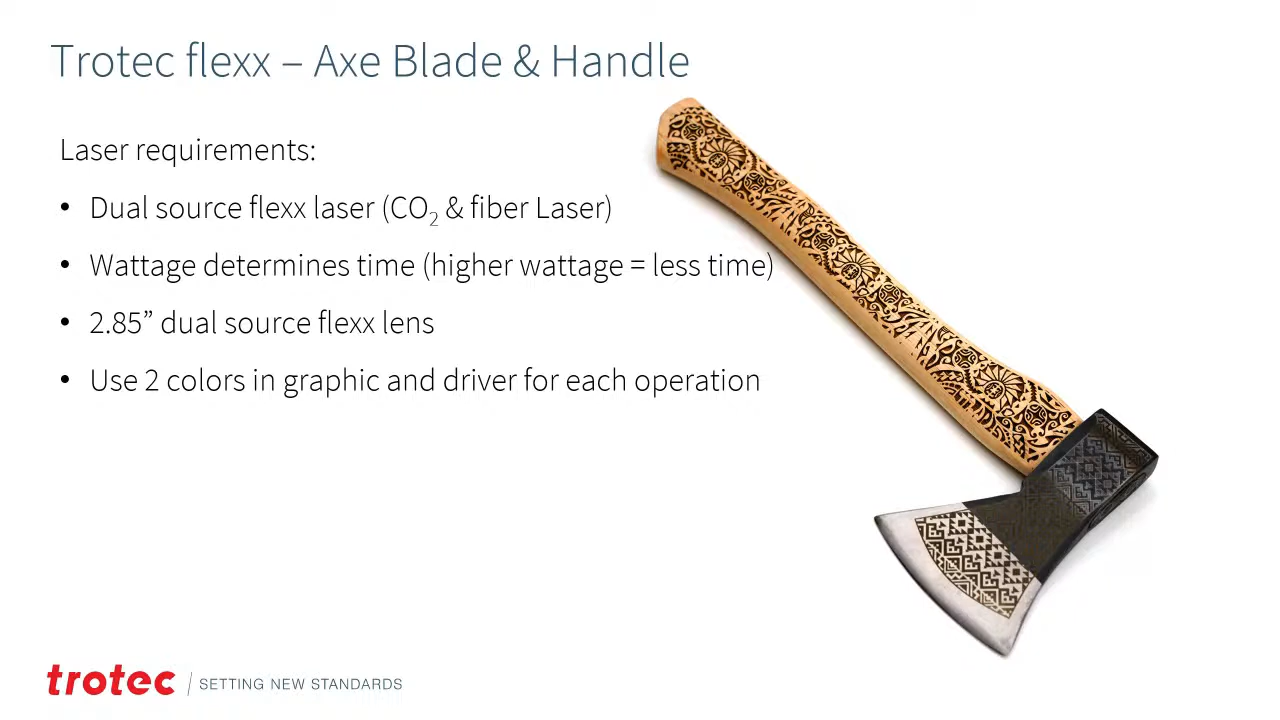 Trotec flexx – Axe Blade & Handle
Laser requirements:
• Dual source flexx laser (CO₂ & fiber Laser)
• Wattage determines time (higher wattage = less time)
• 2.85” dual source flexx lens
• Use 2 colors in graphic and driver for each operation
trotec | SETTING NEW STANDARDS